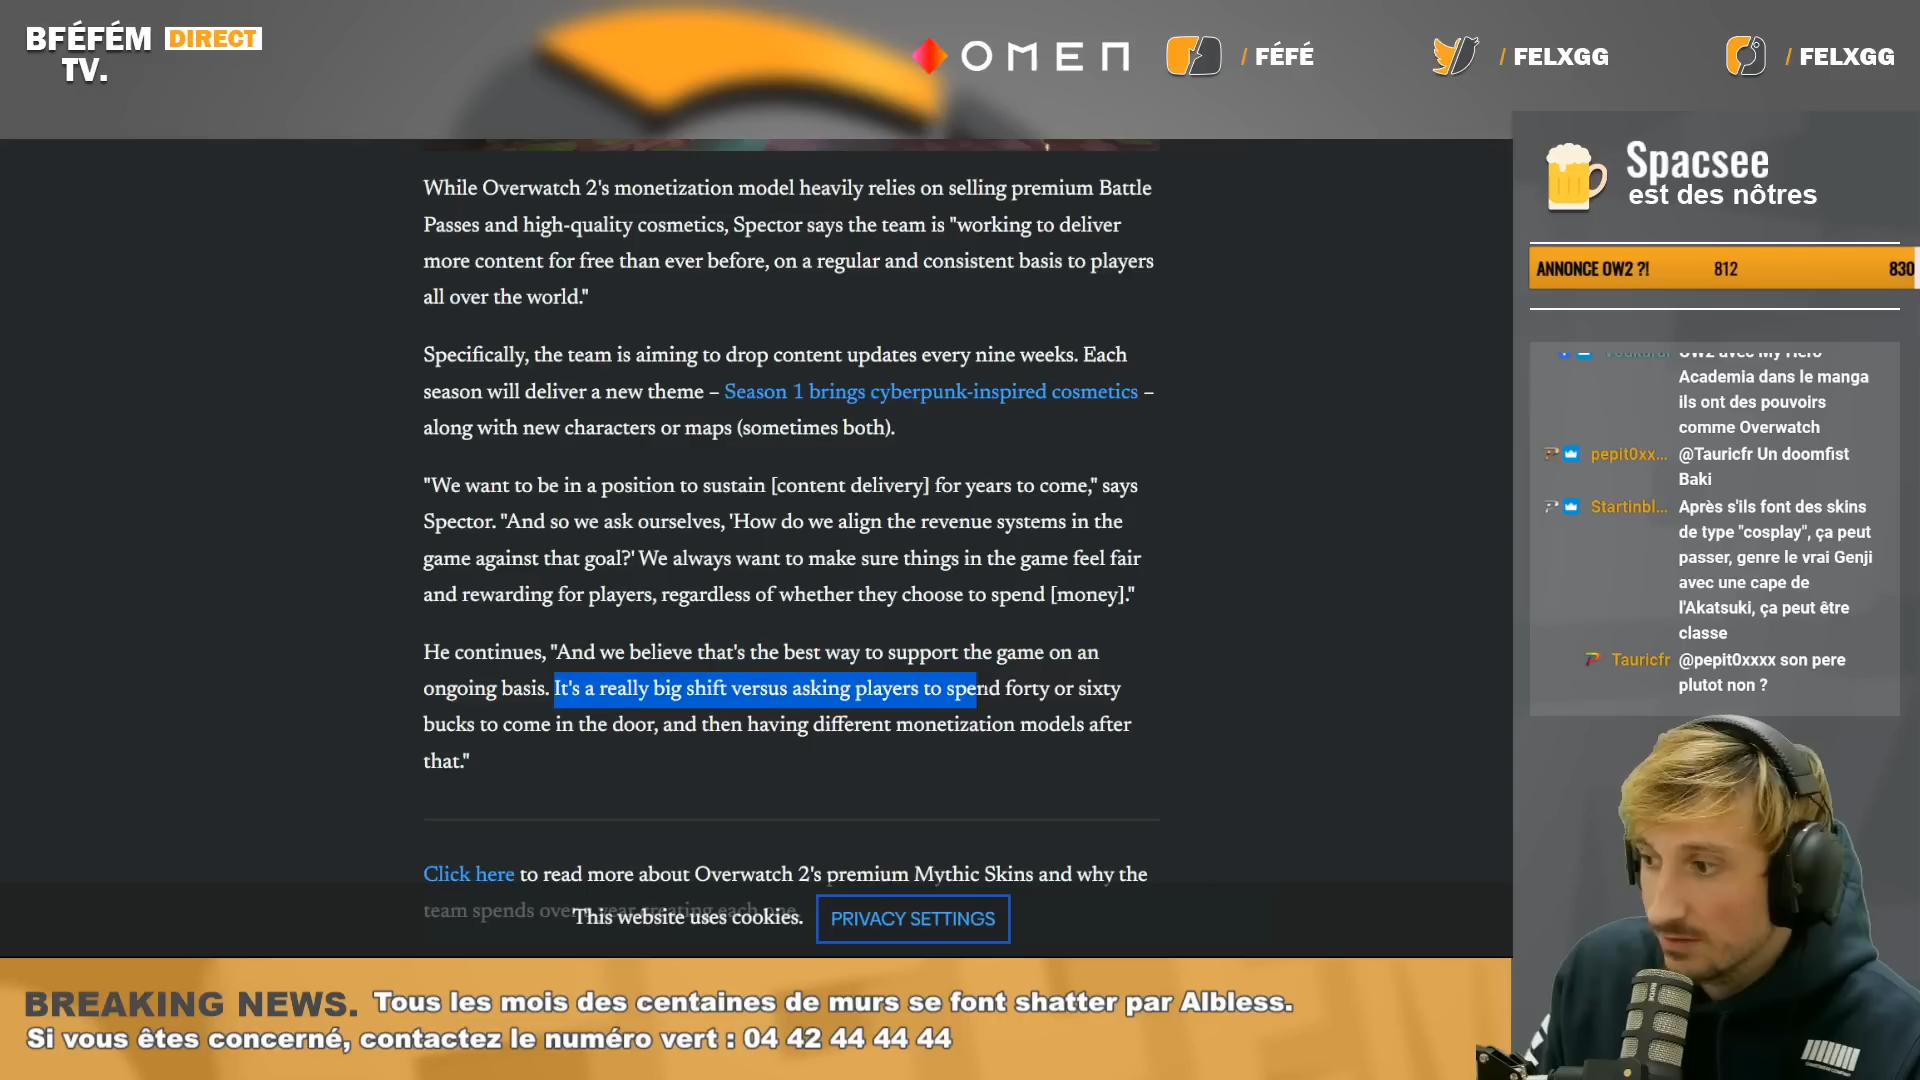 BFÉFÉM DIRECT
TV.
OMEN
/ FÉFÉ
/ FELXGG
/ FELXGG
While Overwatch 2's monetization model heavily relies on selling premium Battle
Passes and high-quality cosmetics, Spector says the team is "working to deliver
more content for free than ever before, on a regular and consistent basis to players
all over the world."
Specifically, the team is aiming to drop content updates every nine weeks. Each
season will deliver a new theme – Season 1 brings cyberpunk-inspired cosmetics –
along with new characters or maps (sometimes both).
"We want to be in a position to sustain [content delivery] for years to come," says
Spector. "And so we ask ourselves, 'How do we align the revenue systems in the
game against that goal?' We always want to make sure things in the game feel fair
and rewarding for players, regardless of whether they choose to spend [money]."
He continues, "And we believe that's the best way to support the game on an
ongoing basis. It's a really big shift versus asking players to spend forty or sixty
bucks to come in the door, and then having different monetization models after
that."
Click here to read more about Overwatch 2's premium Mythic Skins and why the
team spends over a year creating each one.
This website uses cookies. PRIVACY SETTINGS
Spacsee
est des nôtres
ANNONCE OW2 ?! 812 830
OW2 avec My Hero
Academia dans le manga
ils ont des pouvoirs
comme Overwatch
pepit0xx... @Tauricfr Un doomfist
Baki
Startinbl... Après s'ils font des skins
de type "cosplay", ça peut
passer, genre le vrai Genji
avec une cape de
l'Akatsuki, ça peut être
classe
Tauricfr @pepit0xxxx son pere
plutot non ?
BREAKING NEWS. Tous les mois des centaines de murs se font shatter par Albless.
Si vous êtes concerné, contactez le numéro vert : 04 42 44 44 44